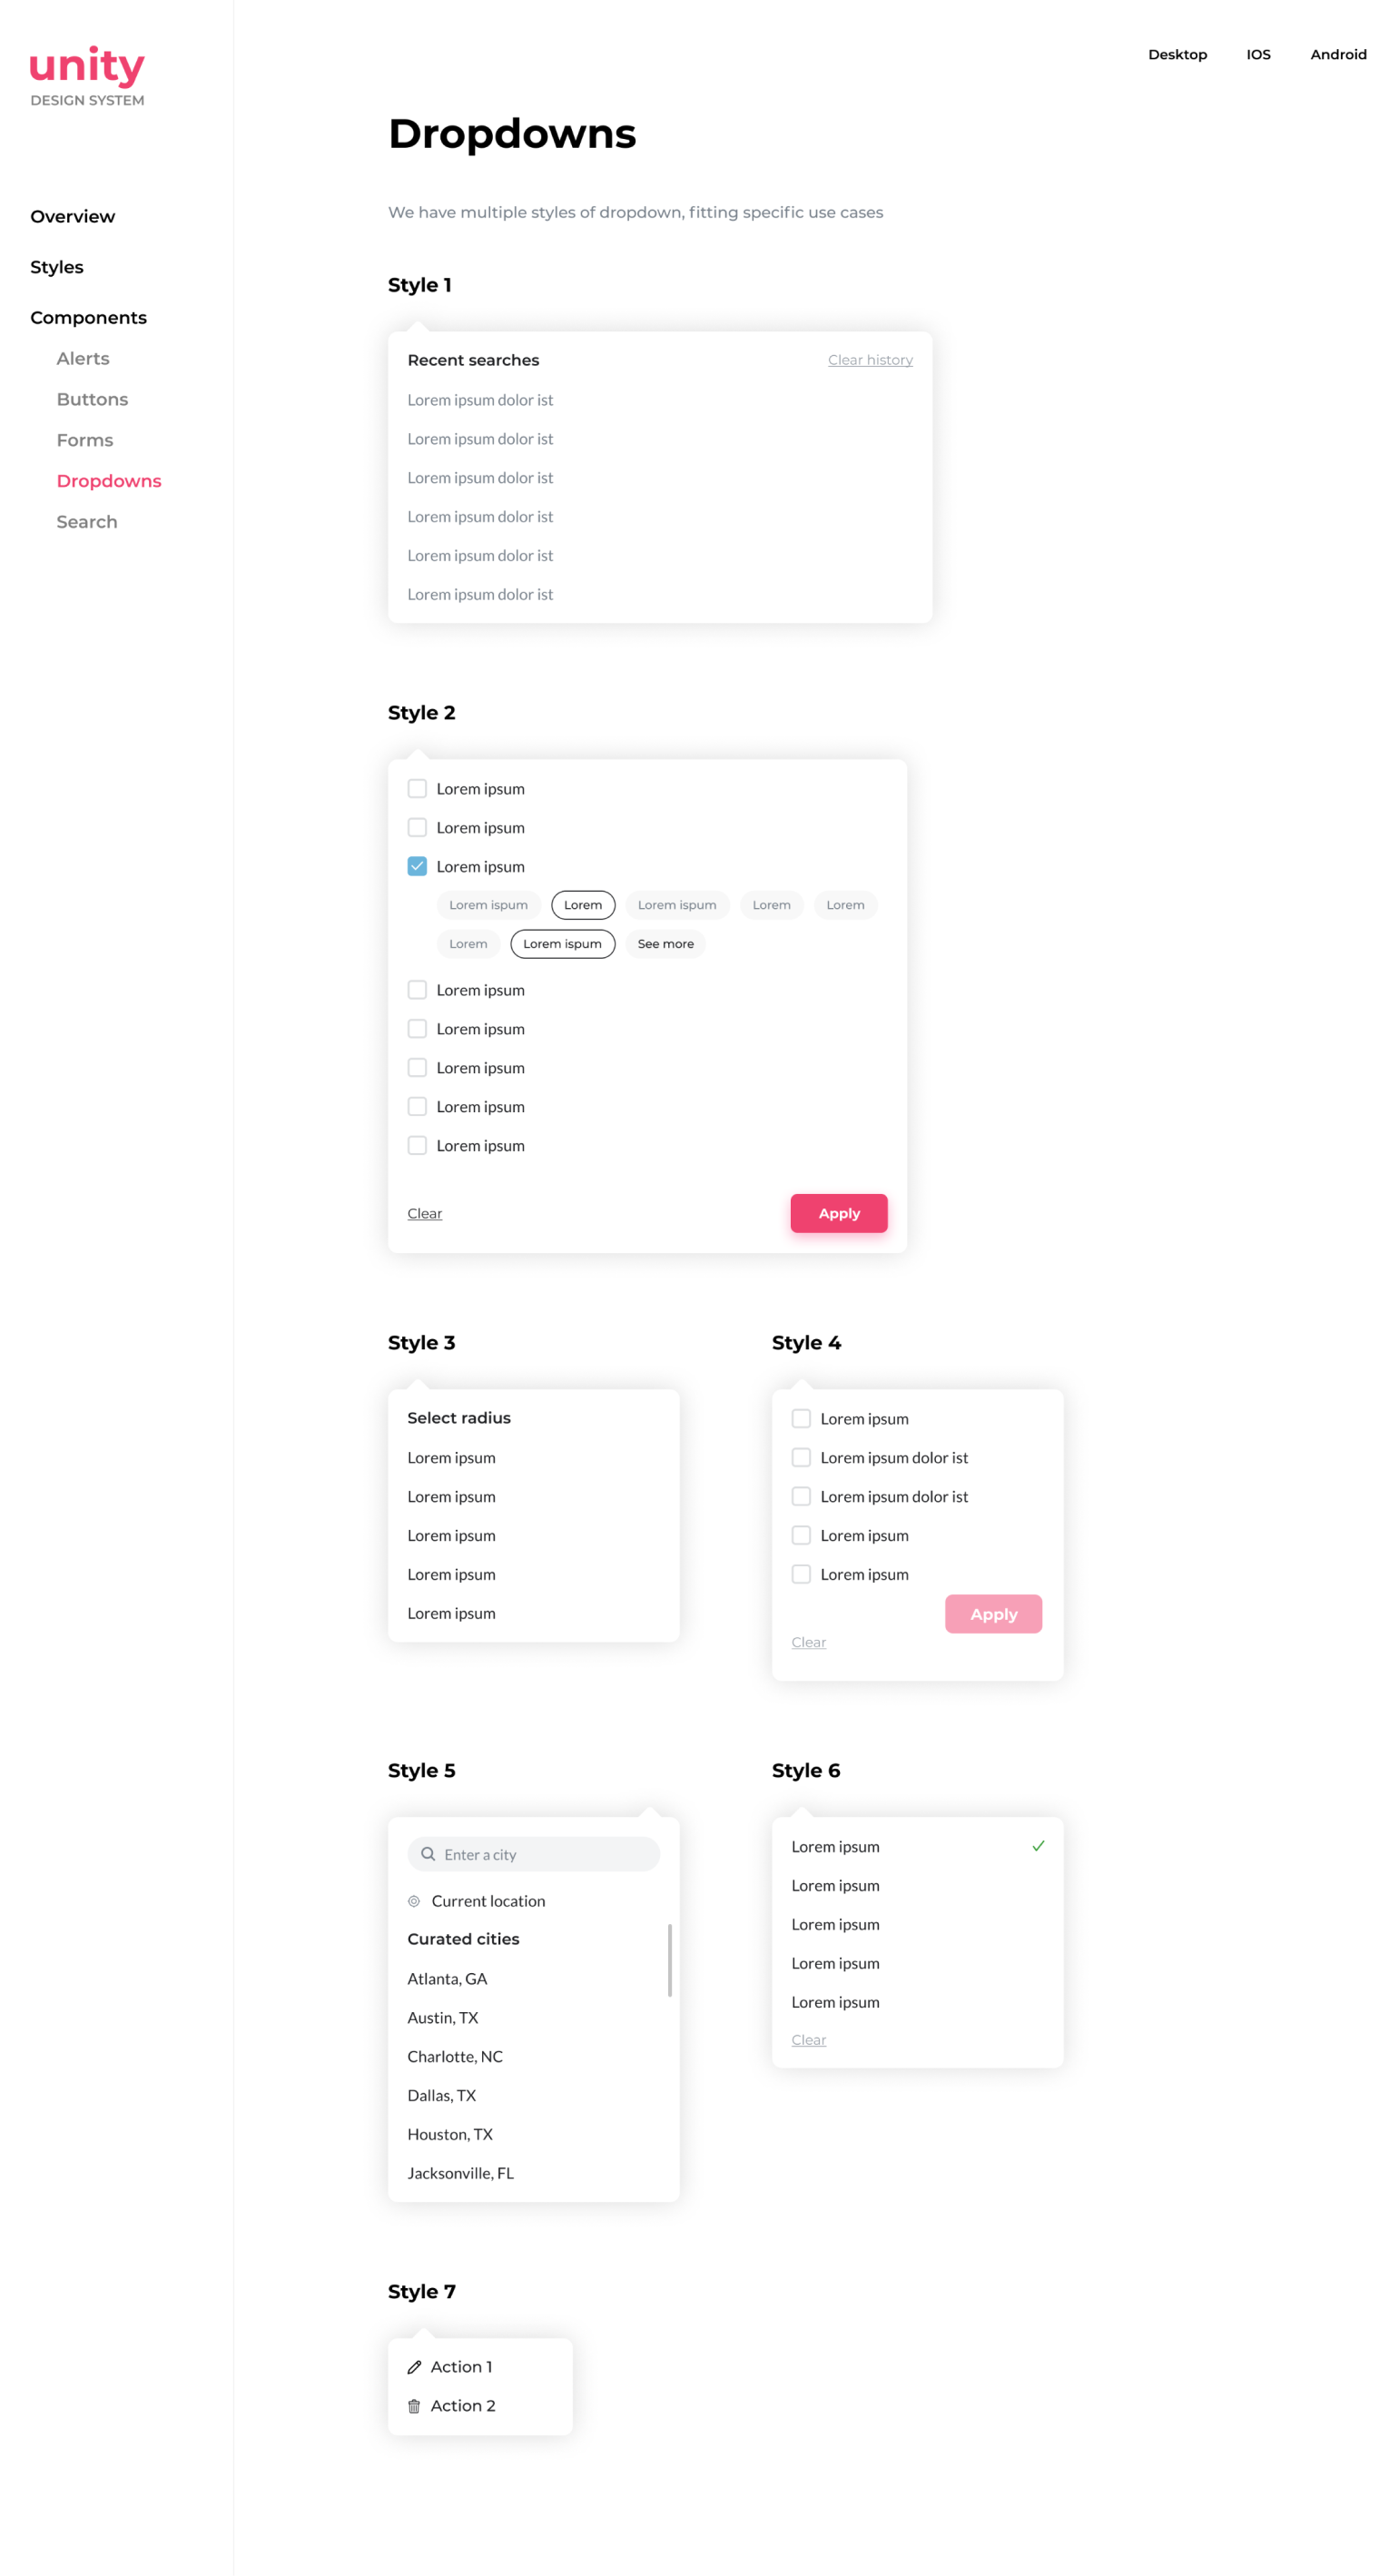 unity
DESIGN SYSTEM
Desktop IOS Android
Overview
Styles
Components
Alerts
Buttons
Forms
Dropdowns
Search
Dropdowns
We have multiple styles of dropdown, fitting specific use cases
Style 1
Recent searches Clear history
Lorem ipsum dolor ist
Lorem ipsum dolor ist
Lorem ipsum dolor ist
Lorem ipsum dolor ist
Lorem ipsum dolor ist
Lorem ipsum dolor ist
Style 2
Lorem ipsum
Lorem ipsum
Lorem ipsum
Lorem ispum Lorem Lorem ispum Lorem Lorem
Lorem Lorem ispum See more
Lorem ipsum
Lorem ipsum
Lorem ipsum
Lorem ipsum
Lorem ipsum
Clear Apply
Style 3
Select radius
Lorem ipsum
Lorem ipsum
Lorem ipsum
Lorem ipsum
Lorem ipsum
Style 4
Lorem ipsum
Lorem ipsum dolor ist
Lorem ipsum dolor ist
Lorem ipsum
Lorem ipsum
Apply
Clear
Style 5
Enter a city
Current location
Curated cities
Atlanta, GA
Austin, TX
Charlotte, NC
Dallas, TX
Houston, TX
Jacksonville, FL
Style 6
Lorem ipsum
Lorem ipsum
Lorem ipsum
Lorem ipsum
Lorem ipsum
Clear
Style 7
Action 1
Action 2